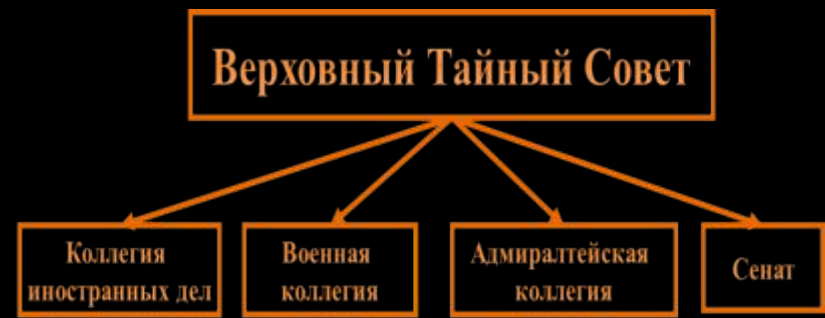 Верховный Тайный Совет
Коллегия
иностранных дел
Военная
коллегия
Адмиралтейская
коллегия
Сенат